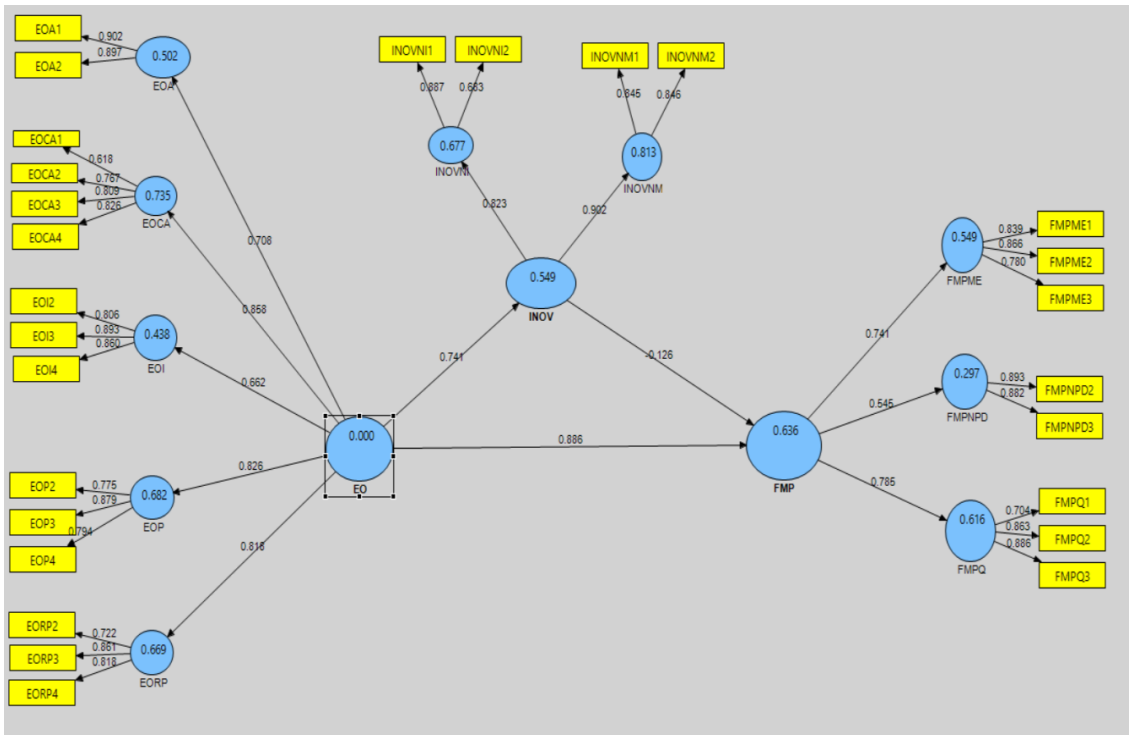 EOA1
0.902
EOA2
0.897
0.502
EOA
EOCA1
0.618
EOCA2
0.767
EOCA3
0.809
EOCA4
0.826
0.735
EOCA
EOI2
0.806
EOI3
0.893
EOI4
0.860
0.438
EOI
EOP2
0.775
EOP3
0.879
EOP4
0.794
0.682
EOP
EORP2
0.722
EORP3
0.861
EORP4
0.818
0.669
EORP
0.708
0.858
0.662
0.826
0.818
0.000
EO
0.741
0.886
INOVNI1
INOVNI2
0.887
0.683
0.677
INOVNI
INOVNM1
INOVNM2
0.845
0.846
0.813
INOVNM
0.823
0.902
0.549
INOV
-0.126
0.636
FMP
0.741
0.545
0.785
0.549
FMPME
0.839
FMPME1
0.866
FMPME2
0.780
FMPME3
0.297
FMPNPD
0.893
FMPNPD2
0.882
FMPNPD3
0.616
FMPQ
0.704
FMPQ1
0.863
FMPQ2
0.886
FMPQ3